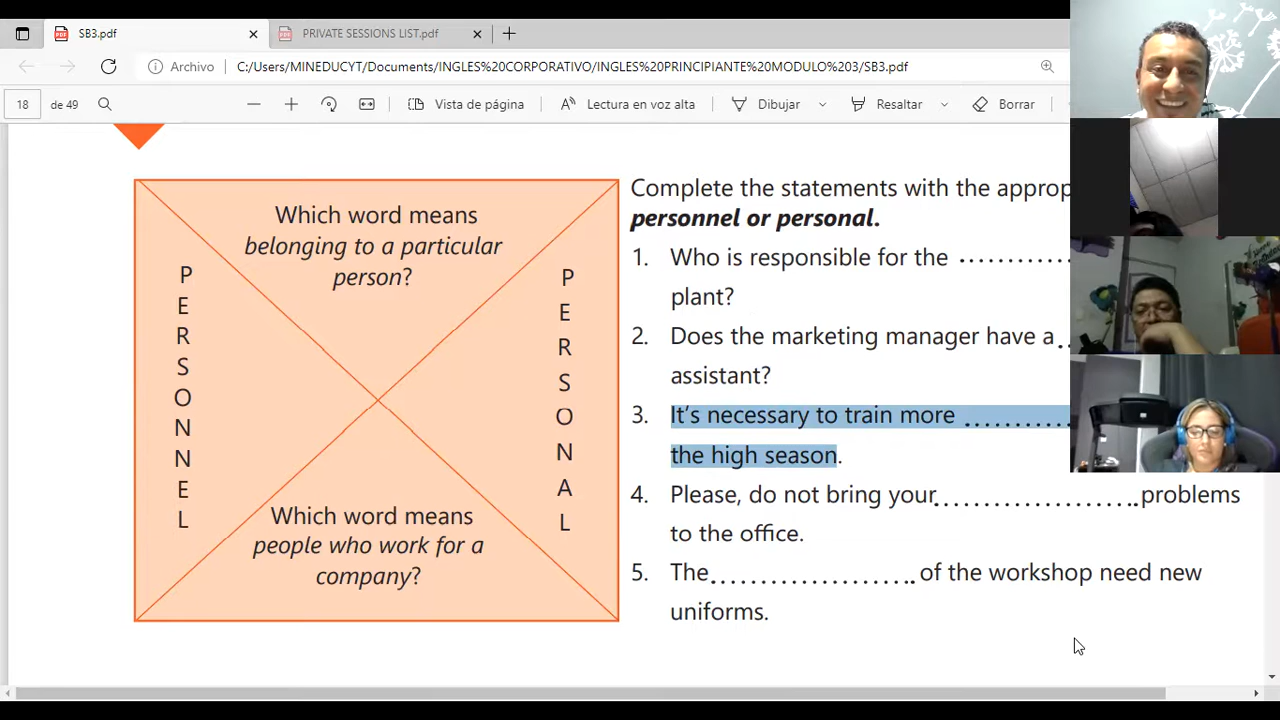 SB3.pdf
PRIVATE SESSIONS LIST.pdf
Archivo
C:/Users/MINEDUCYT/Documents/INGLES%20CORPORATIVO/INGLES%20PRINCIPIANTE%20MODULO%203/SB3.pdf
18 de 49
Vista de página
Lectura en voz alta
Dibujar
Resaltar
Borrar
Which word means
belonging to a particular
person?
PERSONNEL
PERSONAL
Which word means
people who work for a
company?
Complete the statements with the approp
personnel or personal.
1. Who is responsible for the ............
plant?
2. Does the marketing manager have a..
assistant?
3. It's necessary to train more ............
the high season.
4. Please, do not bring your..................... problems
to the office.
5. The..................... of the workshop need new
uniforms.